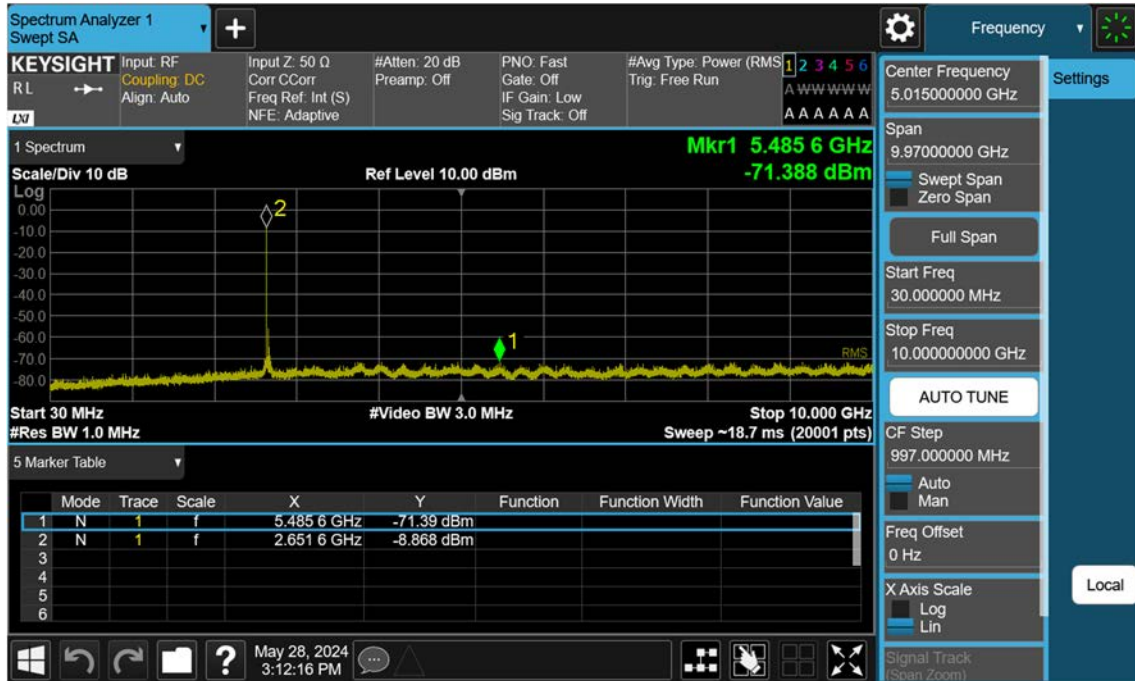 Spectrum Analyzer 1
Swept SA
+
Frequency
KEYSIGHT
R L
LXI
Input: RF
Coupling: DC
Align: Auto
Input Z: 50 Ω
Corr CCorr
Freq Ref: Int (S)
NFE: Adaptive
#Atten: 20 dB
Preamp: Off
PNO: Fast
Gate: Off
IF Gain: Low
Sig Track: Off
#Avg Type: Power (RMS
Trig: Free Run
1 2 3 4 5 6
A W W W W W
A A A A A A
1 Spectrum
Mkr1 5.485 6 GHz
Scale/Div 10 dB
Ref Level 10.00 dBm
-71.388 dBm
Log
0.00
-10.0
-20.0
-30.0
-40.0
-50.0
-60.0
-70.0
-80.0
2
1
RMS
Start 30 MHz
#Video BW 3.0 MHz
Stop 10.000 GHz
#Res BW 1.0 MHz
Sweep ~18.7 ms (20001 pts)
5 Marker Table
Mode Trace Scale X Y Function Function Width Function Value
1 N 1 f 5.485 6 GHz -71.39 dBm
2 N 1 f 2.651 6 GHz -8.868 dBm
3
4
5
6
?
May 28, 2024
3:12:16 PM
Center Frequency
5.015000000 GHz
Settings
Span
9.97000000 GHz
Swept Span
Zero Span
Full Span
Start Freq
30.000000 MHz
Stop Freq
10.000000000 GHz
AUTO TUNE
CF Step
997.000000 MHz
Auto
Man
Freq Offset
0 Hz
X Axis Scale
Log
Lin
Local
Signal Track
(Span Zoom)